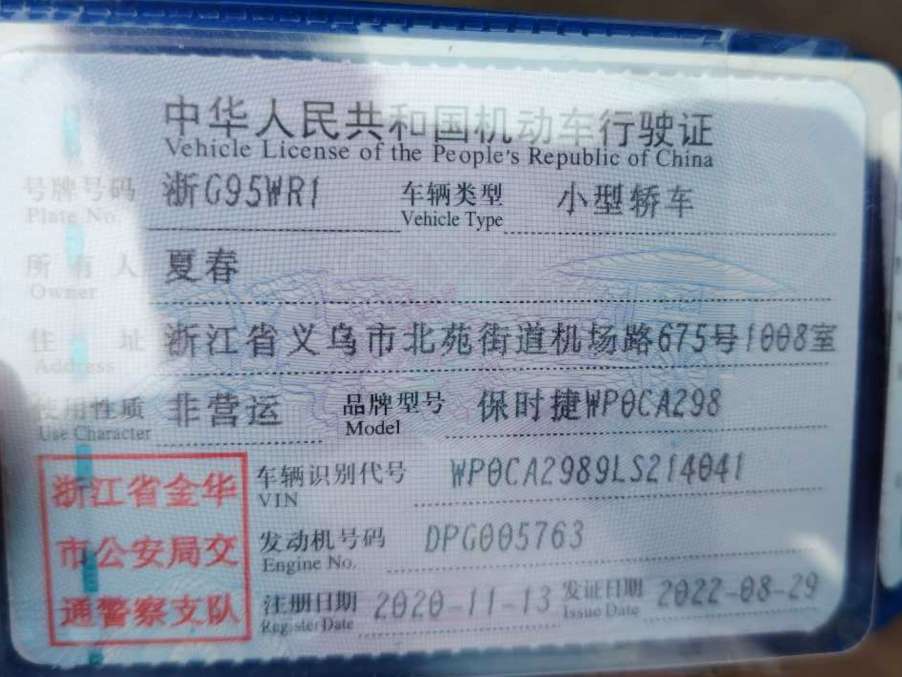 中华人民共和国机动车行驶证
Vehicle License of the People's Republic of China
号牌号码 浙G95WR1 车辆类型 小型轿车
Plate No. Vehicle Type
所有人 夏春
Owner
住址 浙江省义乌市北苑街道机场路675号1008室
Address
使用性质 非营运 品牌型号 保时捷WP0CA298
Use Character Model
浙江省金华
市公安局交
通警察支队
车辆识别代号 WP0CA2989LS214041
VIN
发动机号码 DPG005763
Engine No.
注册日期 2020-11-13 发证日期 2022-08-29
Register Date Issue Date